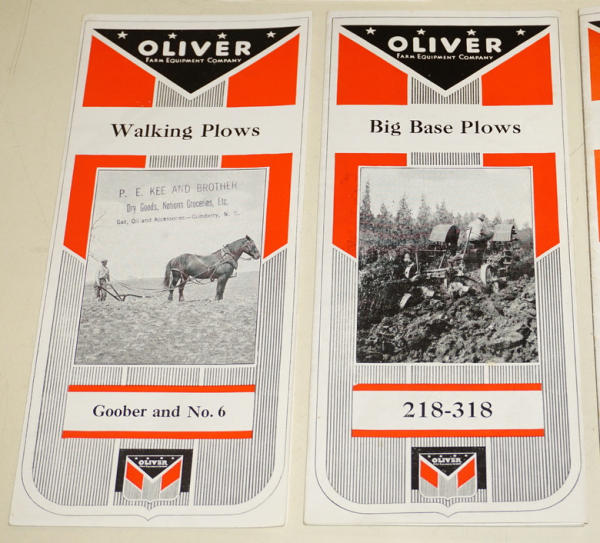 OLIVER
FARM EQUIPMENT COMPANY
Walking Plows
P. E. KEE AND BROTHER
Dry Goods, Notions Groceries, Etc.
Gas, Oil and Accessories—Gumberry, N. C.
Goober and No. 6
OLIVER
OLIVER
FARM EQUIPMENT COMPANY
Big Base Plows
218-318
OLIVER